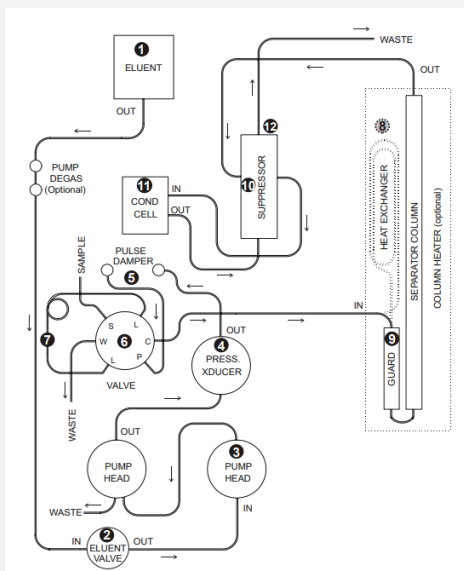 WASTE
1
ELUENT
OUT
OUT
8
12
PUMP
DEGAS
(Optional)
11
COND
CELL
IN
OUT
10
SUPPRESSOR
HEAT EXCHANGER
SEPARATOR COLUMN
COLUMN HEATER (optional)
SAMPLE
PULSE
DAMPER
5
IN
S
L
7
W
6
C
L
P
VALVE
OUT
4
PRESS.
XDUCER
9
GUARD
WASTE
OUT
PUMP
HEAD
3
PUMP
HEAD
WASTE
IN
2
IN
OUT
ELUENT
VALVE